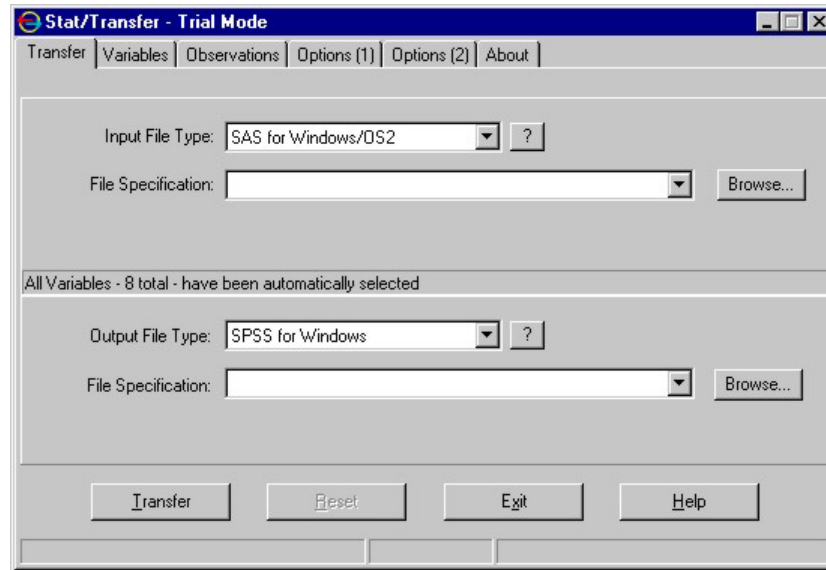 Stat/Transfer - Trial Mode
Transfer Variables Observations Options (1) Options (2) About
Input File Type: SAS for Windows/OS2 ?
File Specification: Browse...
All Variables - 8 total - have been automatically selected
Output File Type: SPSS for Windows ?
File Specification: Browse...
Transfer Reset Exit Help